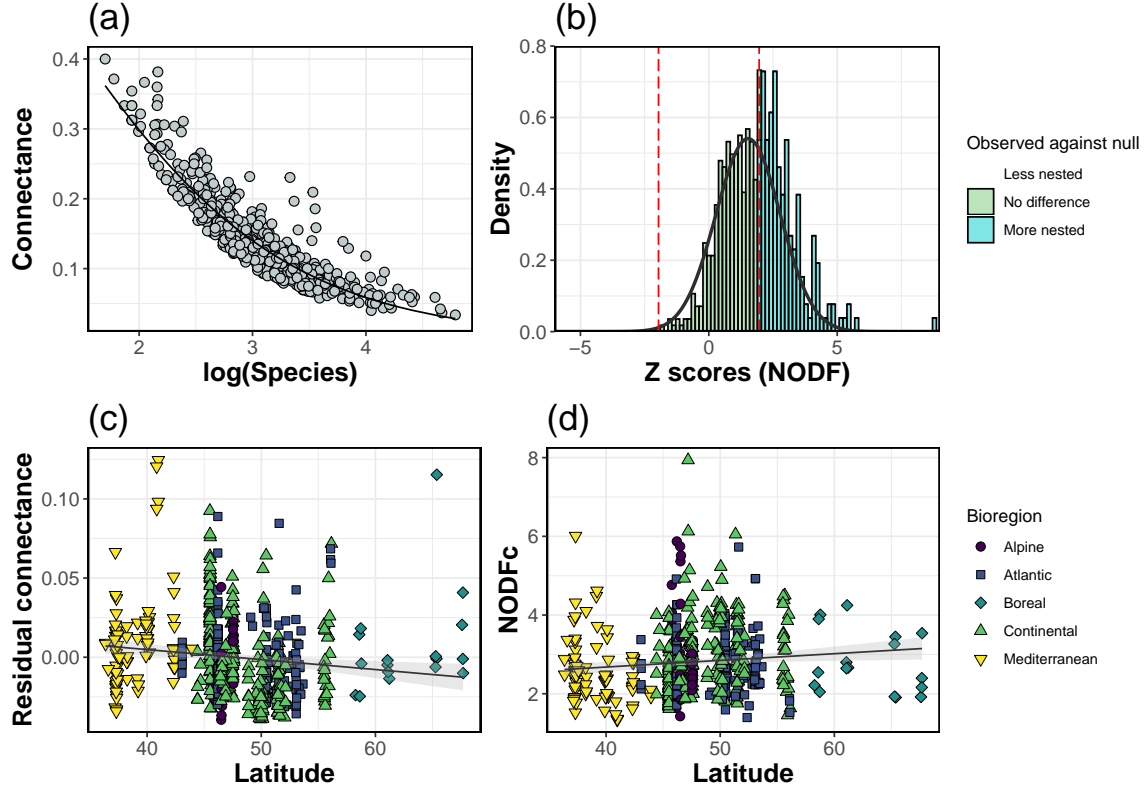 (a)
(b)
0.4
0.3
0.2
0.1
Connectance
2
3
4
log(Species)
0.8
0.6
0.4
0.2
0.0
Density
−5
0
5
Z scores (NODF)
Observed against null
Less nested
No difference
More nested
(c)
(d)
0.10
0.05
0.00
Residual connectance
40
50
60
Latitude
8
6
4
2
NODFc
40
50
60
Latitude
Bioregion
Alpine
Atlantic
Boreal
Continental
Mediterranean